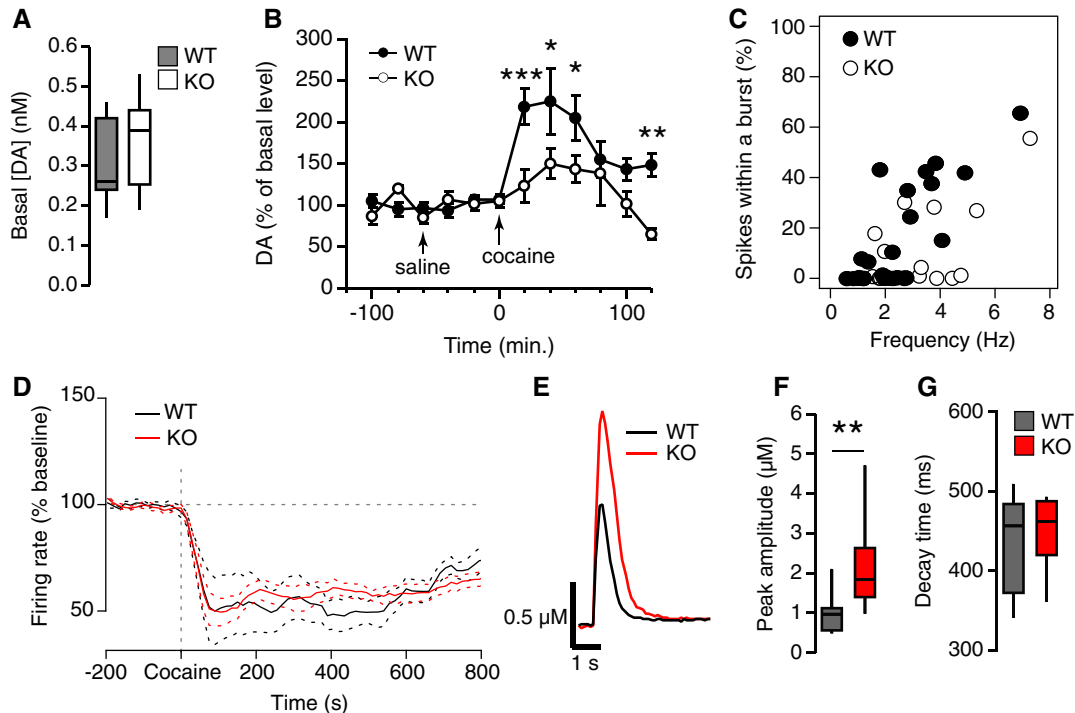 A
Basal [DA] (nM)
0.6
0.5
0.4
0.3
0.2
0.1
0.0
WT
KO
B
DA (% of basal level)
300
250
200
150
100
50
0
WT
KO
***
*
*
**
saline
cocaine
-100
0
100
Time (min.)
C
Spikes within a burst (%)
100
80
60
40
20
0
WT
KO
0
2
4
6
8
Frequency (Hz)
D
Firing rate (% baseline)
150
100
50
WT
KO
-200
Cocaine
200
400
600
800
Time (s)
E
WT
KO
0.5 µM
1 s
F
Peak amplitude (µM)
6
5
4
3
2
1
0
**
G
Decay time (ms)
600
500
400
300
WT
KO